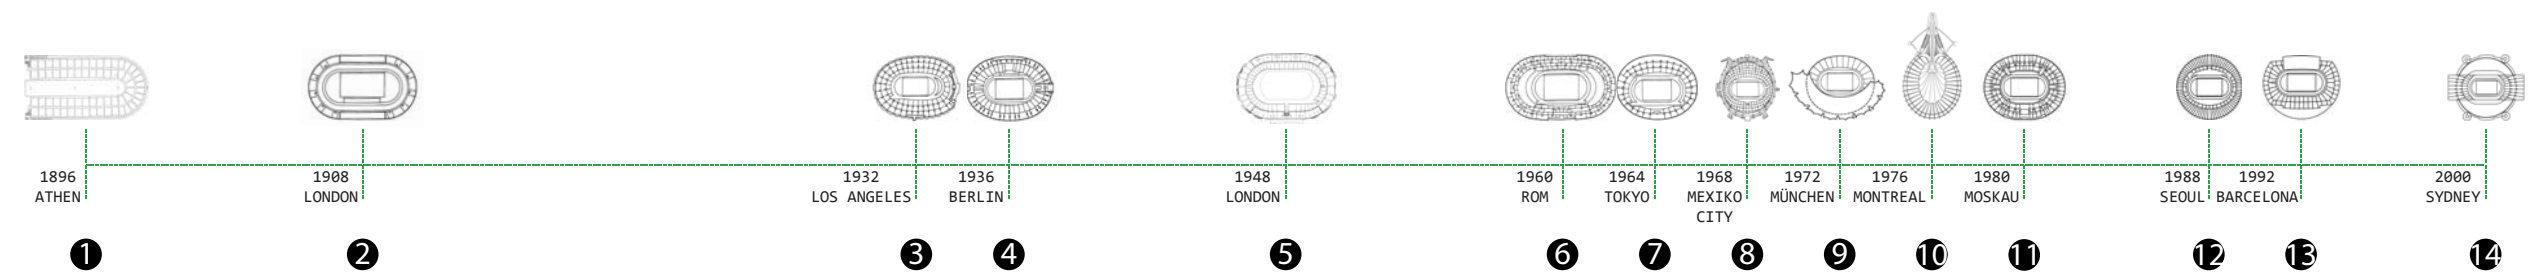 1896
ATHEN
1908
LONDON
1932
LOS ANGELES
1936
BERLIN
1948
LONDON
1960
ROM
1964
TOKYO
1968
MEXIKO
CITY
1972
MÜNCHEN
1976
MONTREAL
1980
MOSKAU
1988
SEOUL
1992
BARCELONA
2000
SYDNEY
1 2 3 4 5 6 7 8 9 10 11 12 13 14